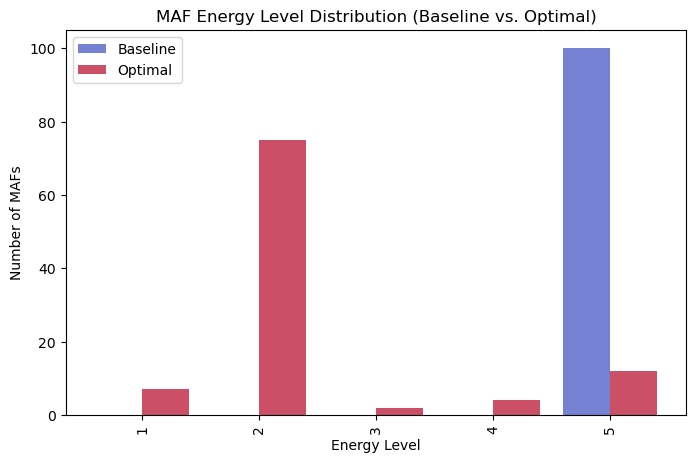 MAF Energy Level Distribution (Baseline vs. Optimal)
Baseline
Optimal
Number of MAFs
100
80
60
40
20
0
1
2
3
4
5
Energy Level